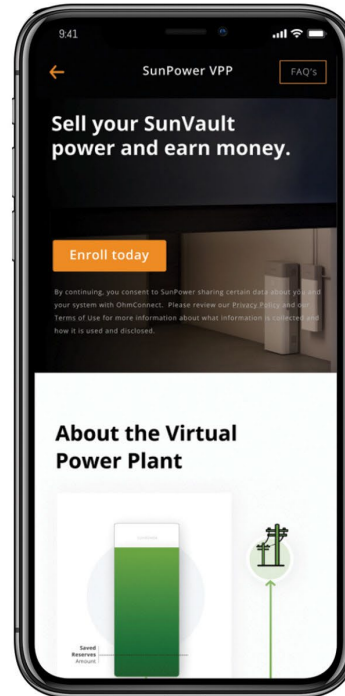 9:41
SunPower VPP
FAQ's
Sell your SunVault
power and earn money.
Enroll today
By continuing, you consent to SunPower sharing certain data about you and
your system with OhmConnect. Please review our Privacy Policy and our
Terms of Use for more information about what information is collected and
how it is used and disclosed.
About the Virtual
Power Plant
Saved
Reserves
Amount